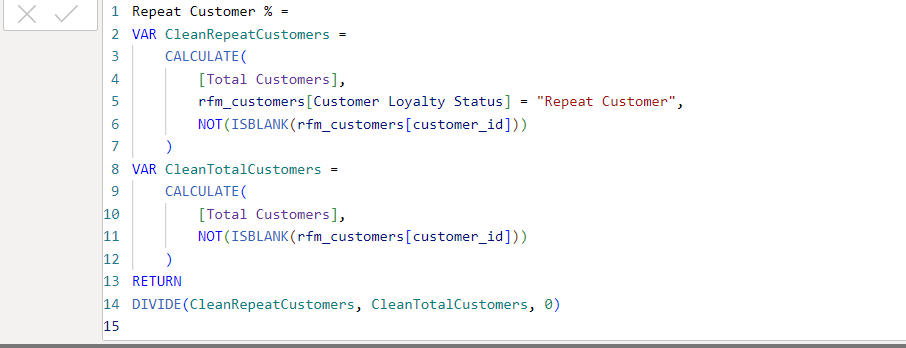 1 Repeat Customer % =
2 VAR CleanRepeatCustomers =
3 CALCULATE(
4 [Total Customers],
5 rfm_customers[Customer Loyalty Status] = "Repeat Customer",
6 NOT(ISBLANK(rfm_customers[customer_id]))
7 )
8 VAR CleanTotalCustomers =
9 CALCULATE(
10 [Total Customers],
11 NOT(ISBLANK(rfm_customers[customer_id]))
12 )
13 RETURN
14 DIVIDE(CleanRepeatCustomers, CleanTotalCustomers, 0)
15